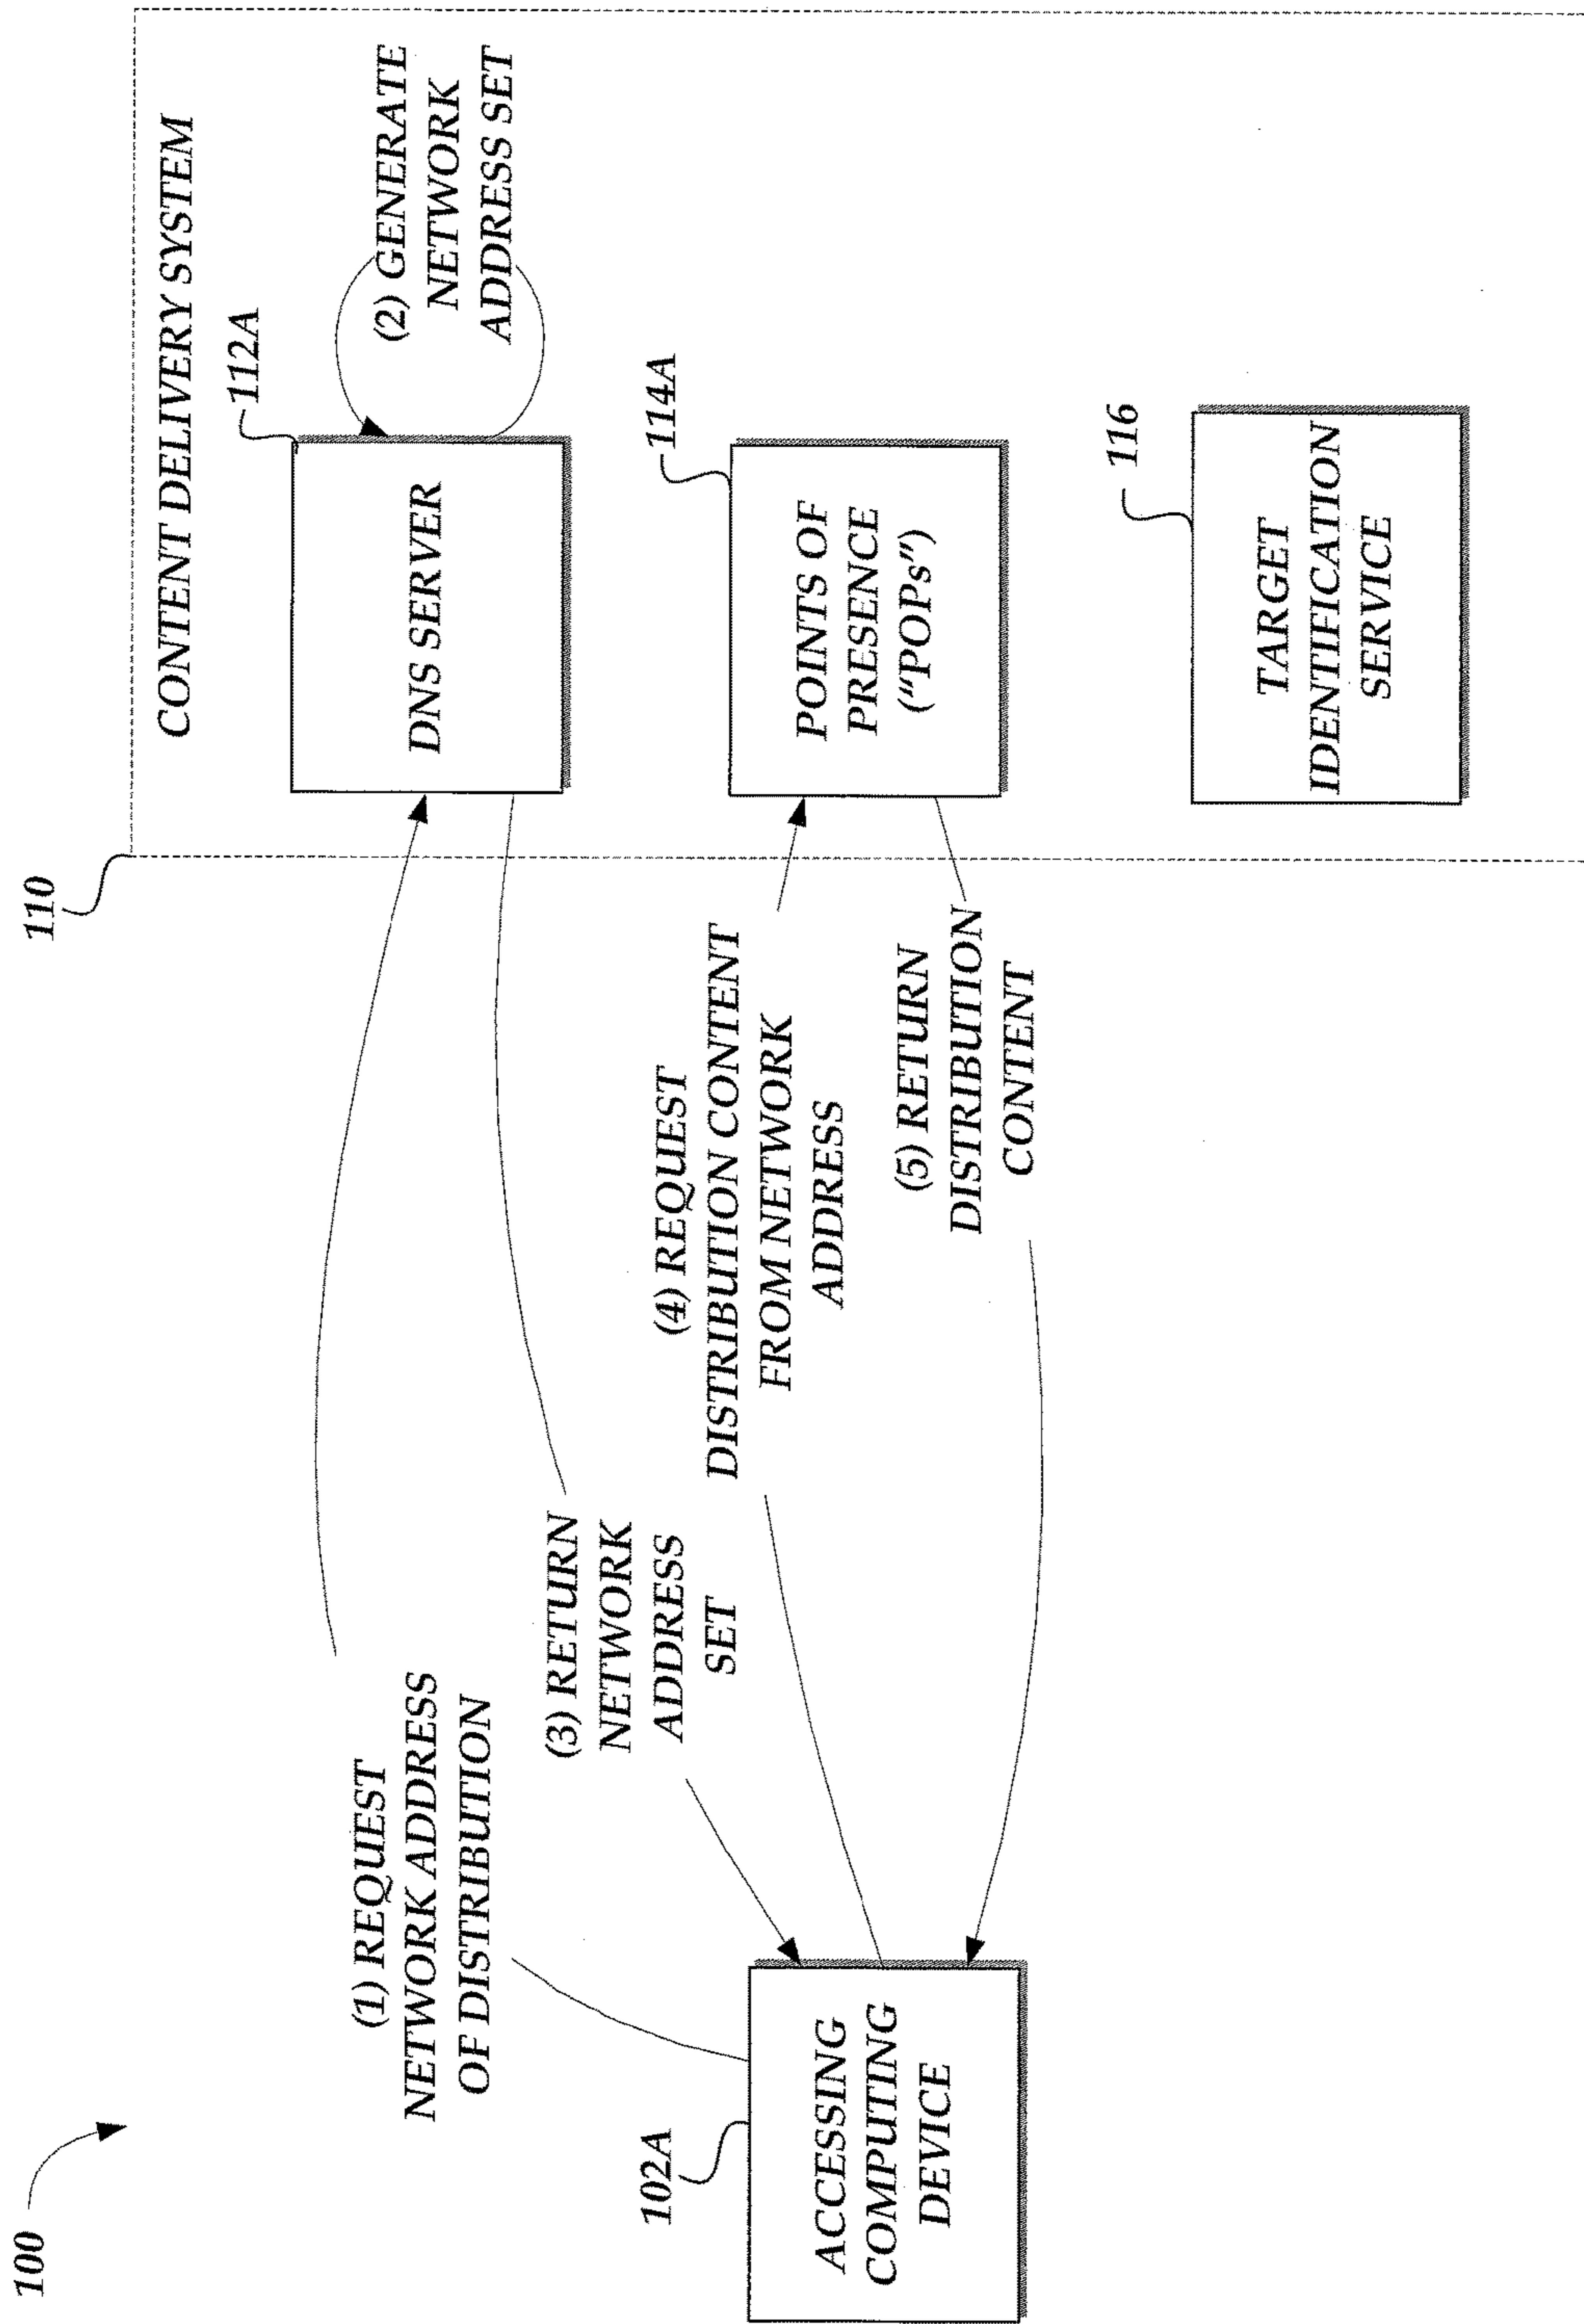 100
110
CONTENT DELIVERY SYSTEM
112A
DNS SERVER
(2) GENERATE
NETWORK
ADDRESS SET
(1) REQUEST
NETWORK ADDRESS
OF DISTRIBUTION
(3) RETURN
NETWORK
ADDRESS
SET
114A
POINTS OF
PRESENCE
("POPs")
(4) REQUEST
DISTRIBUTION CONTENT
FROM NETWORK
ADDRESS
(5) RETURN
DISTRIBUTION
CONTENT
102A
ACCESSING
COMPUTING
DEVICE
116
TARGET
IDENTIFICATION
SERVICE